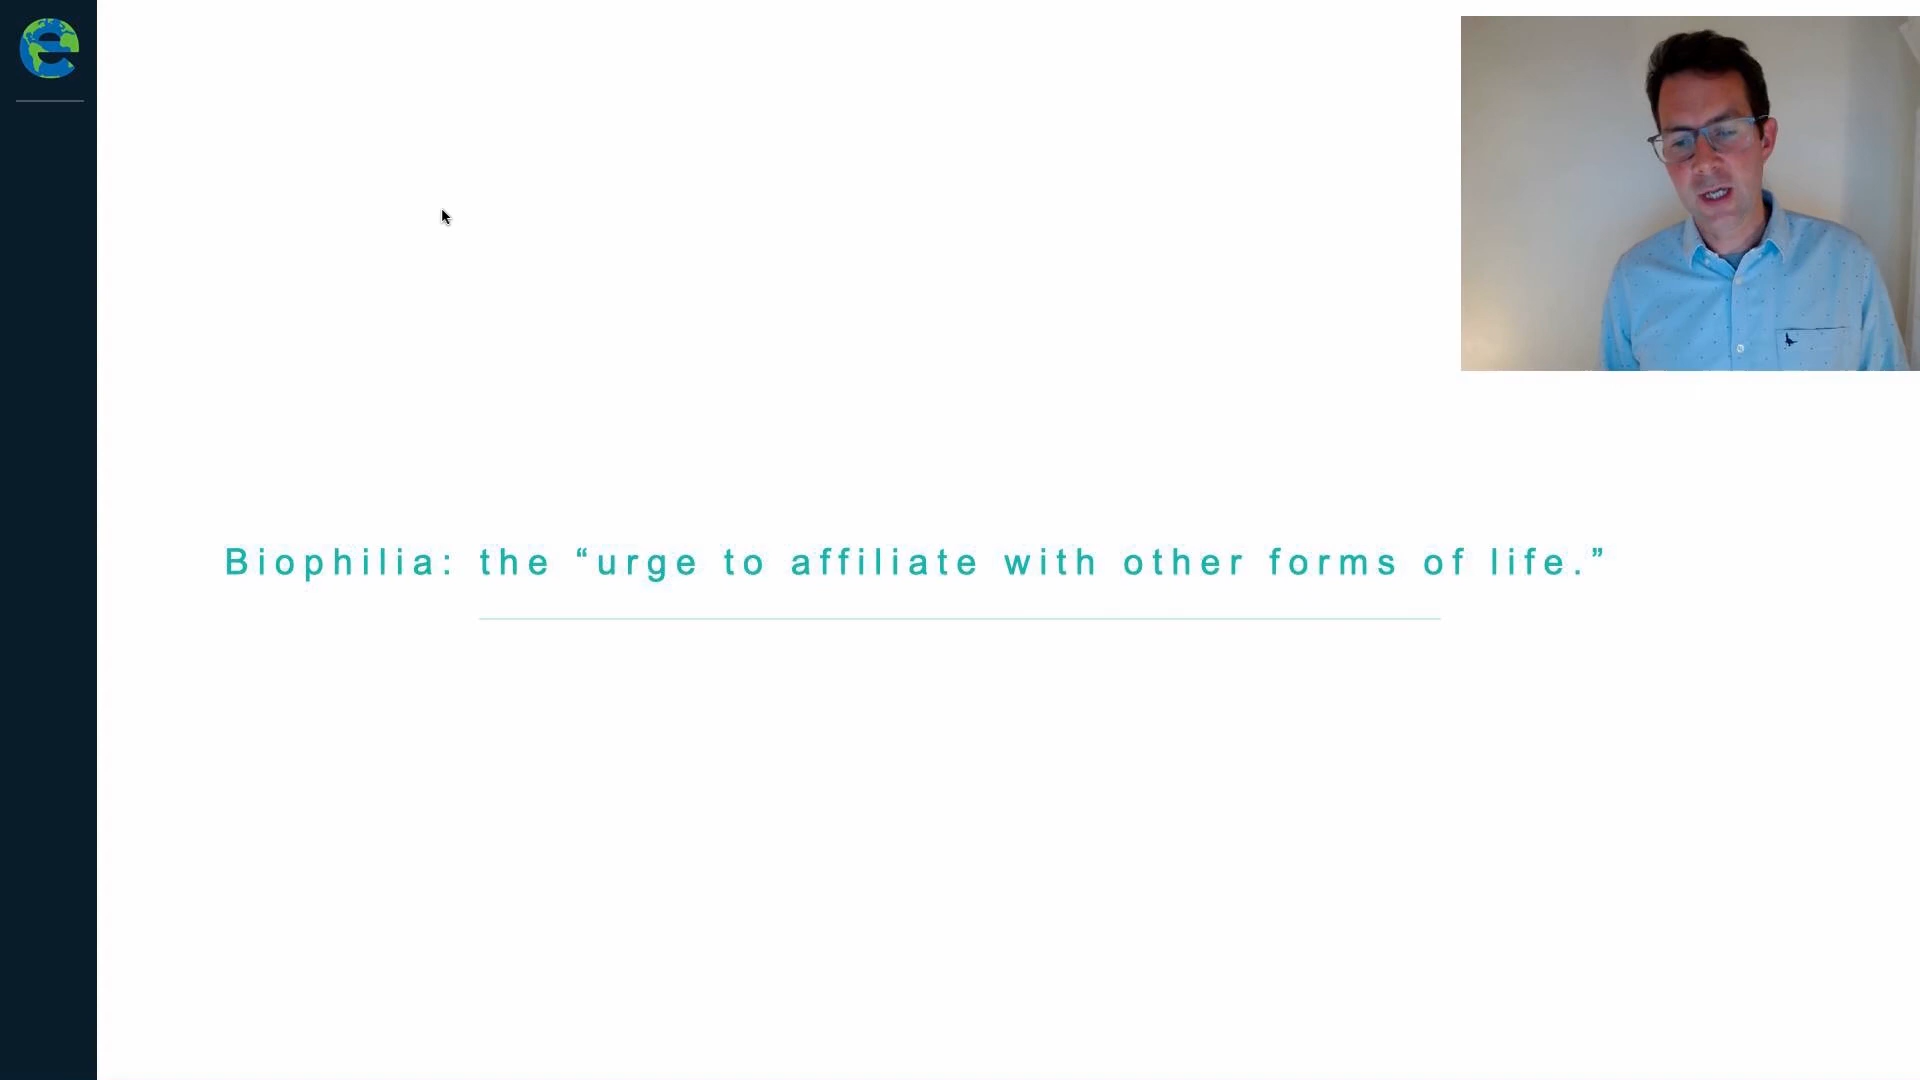 Biophilia: the “urge to affiliate with other forms of life.”